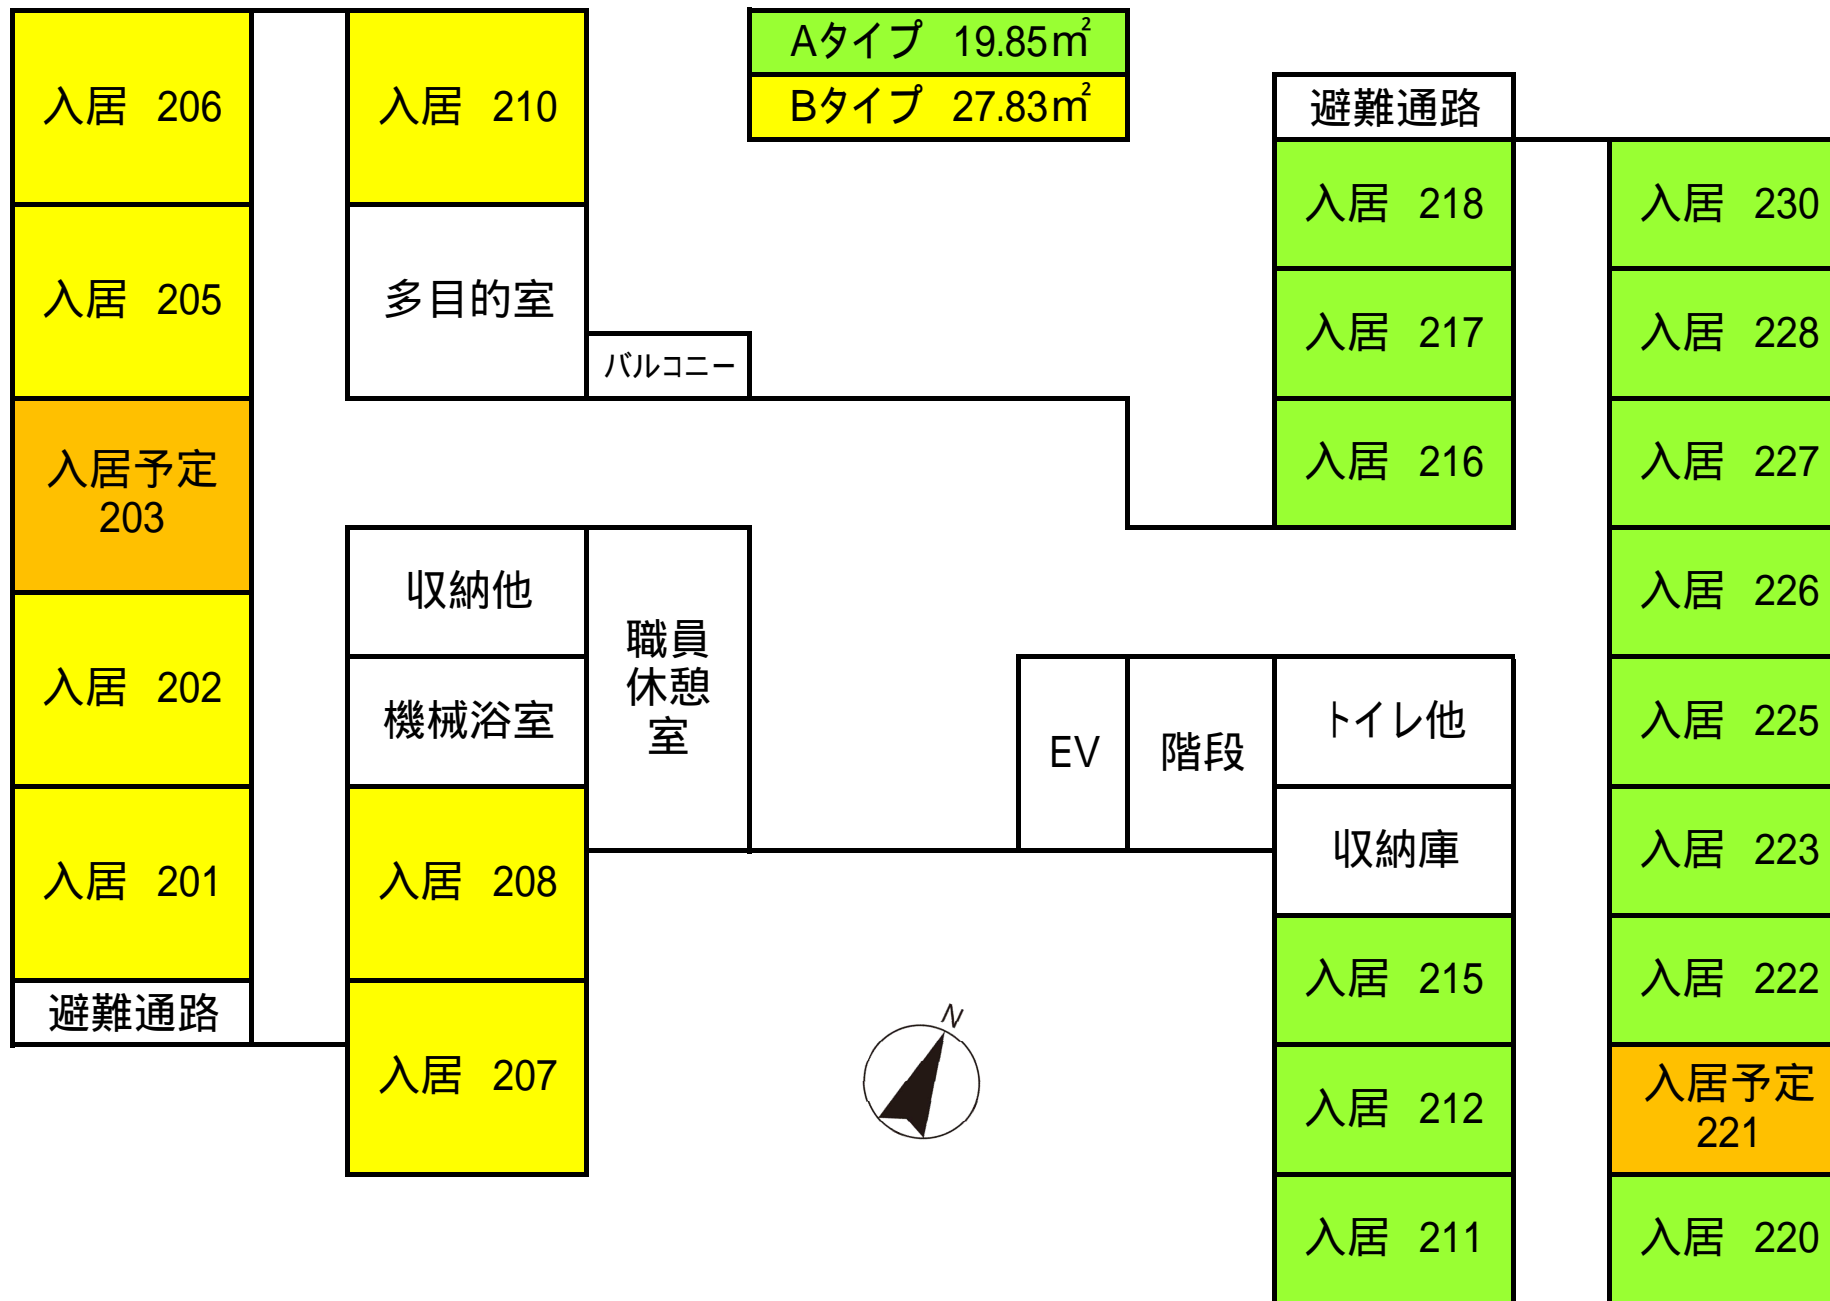 Aタイプ 19.85㎡
Bタイプ 27.83㎡
入居 206
入居 210
避難通路
入居 218
入居 230
入居 205
多目的室
バルコニー
入居 217
入居 228
入居予定
203
入居 216
入居 227
収納他
職員
休憩
室
入居 226
入居 202
機械浴室
EV
階段
トイレ他
入居 225
入居 201
入居 208
収納庫
入居 223
避難通路
入居 207
N
入居 215
入居 222
入居 212
入居予定
221
入居 211
入居 220